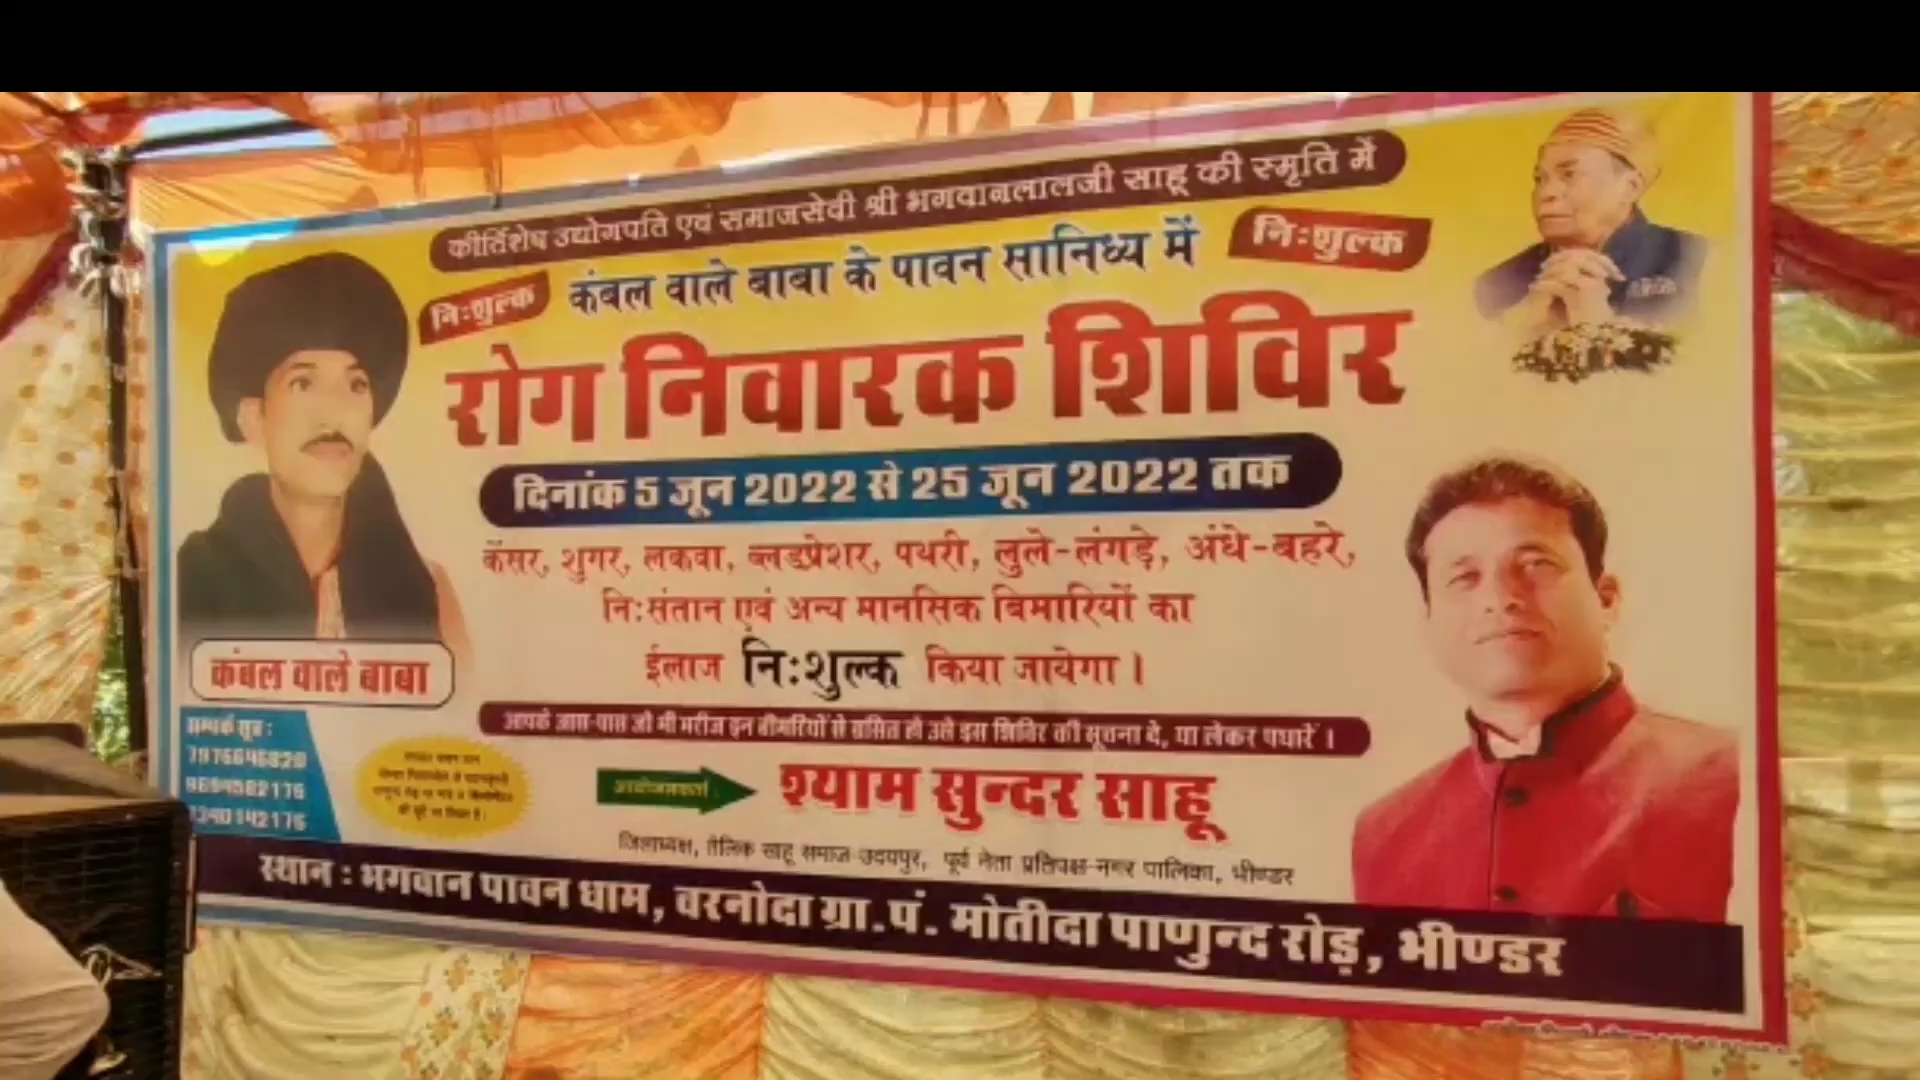 कीर्तिशेष उद्योगपति एवं समाजसेवी श्री भगवानलालजी साहू की स्मृति में
नि:शुल्क कंबल वाले बाबा के पावन सानिध्य में नि:शुल्क
रोग निवारक शिविर
दिनांक 5 जून 2022 से 25 जून 2022 तक
केंसर, शुगर, लकवा, ब्लडप्रेशर, पथरी, लुले-लंगड़े, अंधे-बहरे,
नि:संतान एवं अन्य मानसिक बिमारियों का
ईलाज नि:शुल्क किया जायेगा ।
कंबल वाले बाबा
आपके आस-पास जो भी मरीज इन बीमारियों से ग्रसित हो उसे इस शिविर की सूचना दे, या लेकर पधारें ।
सम्पर्क सूत्र :
7976646820
आयोजनकर्ता
श्याम सुन्दर साहू
जिलाध्यक्ष, तैलिक साहू समाज उदयपुर, पूर्व नेता प्रतिपक्ष-नगर पालिका, भीण्डर
स्थान : भगवान पावन धाम, वरनोदा ग्रा.पं. मोतीदा पाणुन्द रोड़, भीण्डर